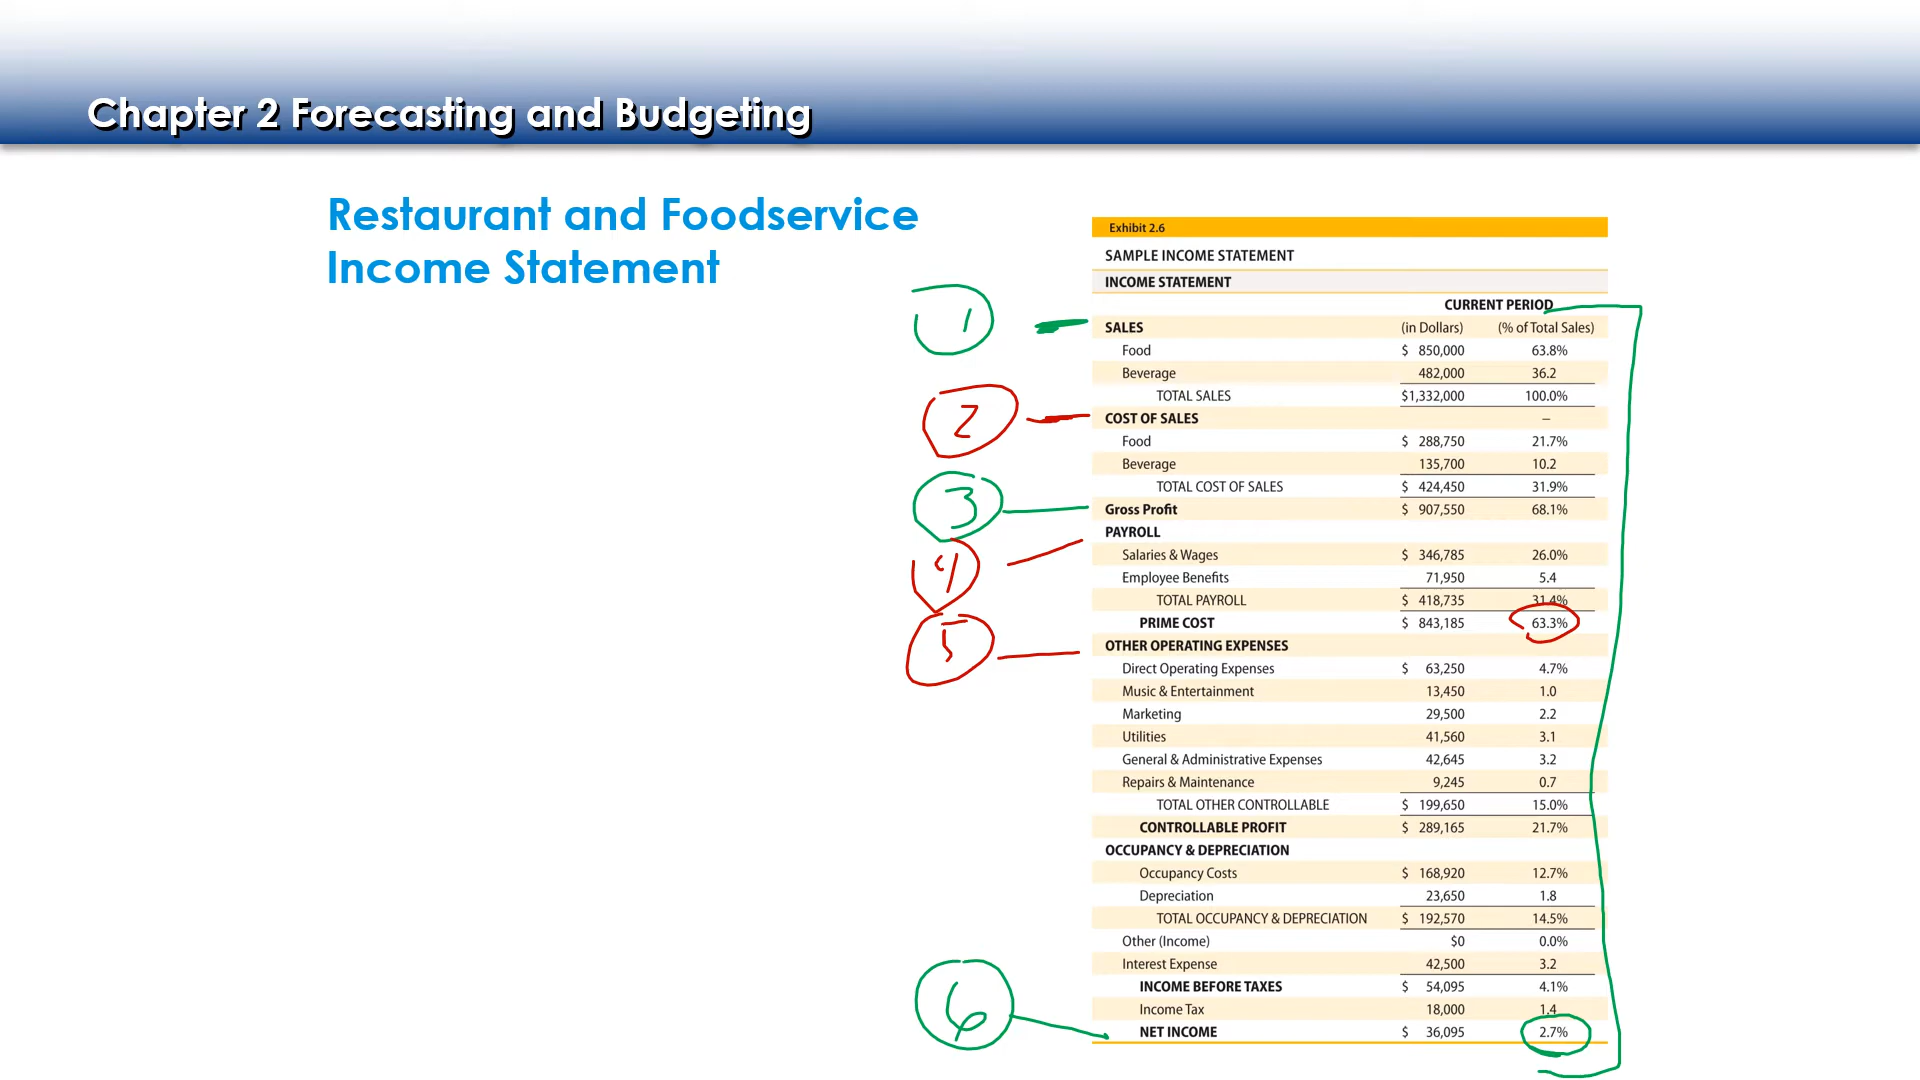 Chapter 2 Forecasting and Budgeting
Restaurant and Foodservice
Income Statement
Exhibit 2.6
SAMPLE INCOME STATEMENT
INCOME STATEMENT
CURRENT PERIOD
1 SALES (in Dollars) (% of Total Sales)
Food $ 850,000 63.8%
Beverage 482,000 36.2
TOTAL SALES $1,332,000 100.0%
2 COST OF SALES –
Food $ 288,750 21.7%
Beverage 135,700 10.2
TOTAL COST OF SALES $ 424,450 31.9%
3 Gross Profit $ 907,550 68.1%
4 PAYROLL
Salaries & Wages $ 346,785 26.0%
Employee Benefits 71,950 5.4
TOTAL PAYROLL $ 418,735 31.4%
PRIME COST $ 843,185 63.3%
5 OTHER OPERATING EXPENSES
Direct Operating Expenses $ 63,250 4.7%
Music & Entertainment 13,450 1.0
Marketing 29,500 2.2
Utilities 41,560 3.1
General & Administrative Expenses 42,645 3.2
Repairs & Maintenance 9,245 0.7
TOTAL OTHER CONTROLLABLE $ 199,650 15.0%
CONTROLLABLE PROFIT $ 289,165 21.7%
OCCUPANCY & DEPRECIATION
Occupancy Costs $ 168,920 12.7%
Depreciation 23,650 1.8
TOTAL OCCUPANCY & DEPRECIATION $ 192,570 14.5%
Other (Income) $0 0.0%
Interest Expense 42,500 3.2
INCOME BEFORE TAXES $ 54,095 4.1%
Income Tax 18,000 1.4
6 NET INCOME $ 36,095 2.7%